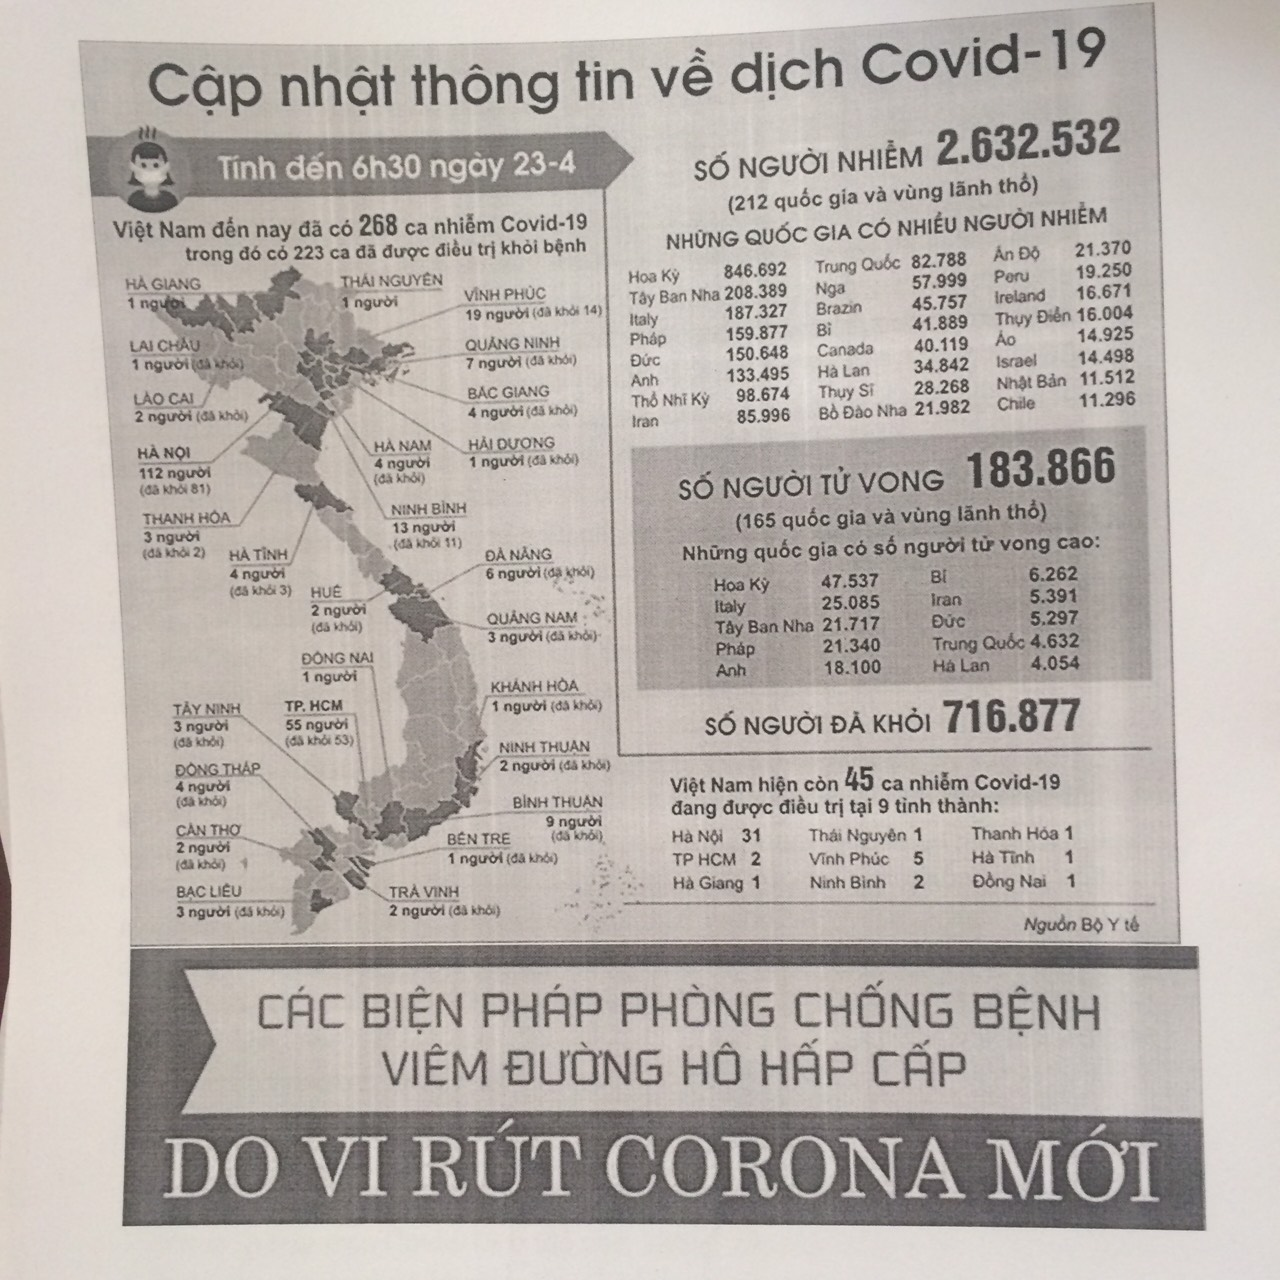 Cập nhật thông tin về dịch Covid-19
Tính đến 6h30 ngày 23-4
Việt Nam đến nay đã có 268 ca nhiễm Covid-19
trong đó có 223 ca đã được điều trị khỏi bệnh
HÀ GIANG
1 người
THÁI NGUYÊN
1 người
VĨNH PHÚC
19 người (đã khỏi 14)
LAI CHÂU
1 người (đã khỏi)
QUẢNG NINH
7 người (đã khỏi)
LÀO CAI
2 người (đã khỏi)
BẮC GIANG
4 người (đã khỏi)
HÀ NỘI
112 người
(đã khỏi 81)
HÀ NAM
4 người
(đã khỏi)
HẢI DƯƠNG
1 người (đã khỏi)
THANH HÓA
3 người
(đã khỏi 2)
NINH BÌNH
13 người
(đã khỏi 11)
HÀ TĨNH
4 người
(đã khỏi 3)
ĐÀ NẴNG
6 người (đã khỏi)
HUẾ
2 người
(đã khỏi)
QUẢNG NAM
3 người (đã khỏi)
ĐỒNG NAI
1 người
KHÁNH HÒA
1 người (đã khỏi)
TÂY NINH
3 người
(đã khỏi)
TP. HCM
55 người
(đã khỏi 53)
NINH THUẬN
2 người (đã khỏi)
ĐỒNG THÁP
4 người
(đã khỏi)
BÌNH THUẬN
9 người
(đã khỏi)
CẦN THƠ
2 người
(đã khỏi)
BẾN TRE
1 người (đã khỏi)
BẠC LIÊU
3 người (đã khỏi)
TRÀ VINH
2 người (đã khỏi)
SỐ NGƯỜI NHIỄM 2.632.532
(212 quốc gia và vùng lãnh thổ)
NHỮNG QUỐC GIA CÓ NHIỀU NGƯỜI NHIỄM
Hoa Kỳ 846.692
Tây Ban Nha 208.389
Italy 187.327
Pháp 159.877
Đức 150.648
Anh 133.495
Thổ Nhĩ Kỳ 98.674
Iran 85.996
Trung Quốc 82.788
Nga 57.999
Brazin 45.757
Bỉ 41.889
Canada 40.119
Hà Lan 34.842
Thụy Sĩ 28.268
Bồ Đào Nha 21.982
Ấn Độ 21.370
Peru 19.250
Ireland 16.671
Thụy Điển 16.004
Áo 14.925
Israel 14.498
Nhật Bản 11.512
Chile 11.296
SỐ NGƯỜI TỬ VONG 183.866
(165 quốc gia và vùng lãnh thổ)
Những quốc gia có số người tử vong cao:
Hoa Kỳ 47.537
Italy 25.085
Tây Ban Nha 21.717
Pháp 21.340
Anh 18.100
Bỉ 6.262
Iran 5.391
Đức 5.297
Trung Quốc 4.632
Hà Lan 4.054
SỐ NGƯỜI ĐÃ KHỎI 716.877
Việt Nam hiện còn 45 ca nhiễm Covid-19
đang được điều trị tại 9 tỉnh thành:
Hà Nội 31 Thái Nguyên 1 Thanh Hóa 1
TP HCM 2 Vĩnh Phúc 5 Hà Tĩnh 1
Hà Giang 1 Ninh Bình 2 Đồng Nai 1
Nguồn Bộ Y tế
CÁC BIỆN PHÁP PHÒNG CHỐNG BỆNH
VIÊM ĐƯỜNG HÔ HẤP CẤP
DO VI RÚT CORONA MỚI